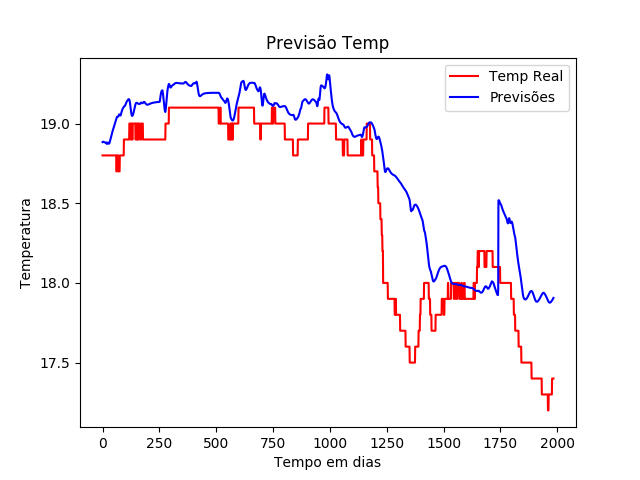 Previsão Temp
Temp Real
Previsões
Temperatura
19.0
18.5
18.0
17.5
0
250
500
750
1000
1250
1500
1750
2000
Tempo em dias